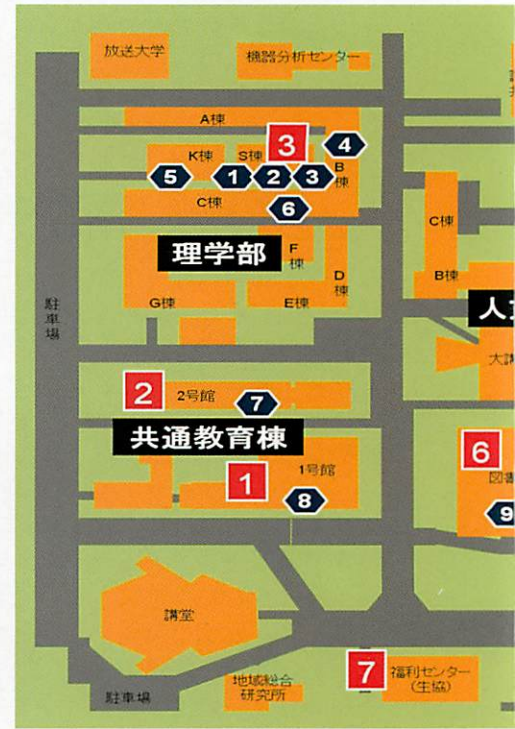 放送大学
機器分析センター
A棟
K棟
S棟
3
4
B
棟
5
1
2
3
C棟
6
理学部
F
棟
D
棟
G棟
E棟
C棟
B棟
駐
車
場
人
大講
2
2号館
7
共通教育棟
1
1号館
8
6
図書
9
講堂
7
福利センター
(生協)
地域総合
研究所
駐車場